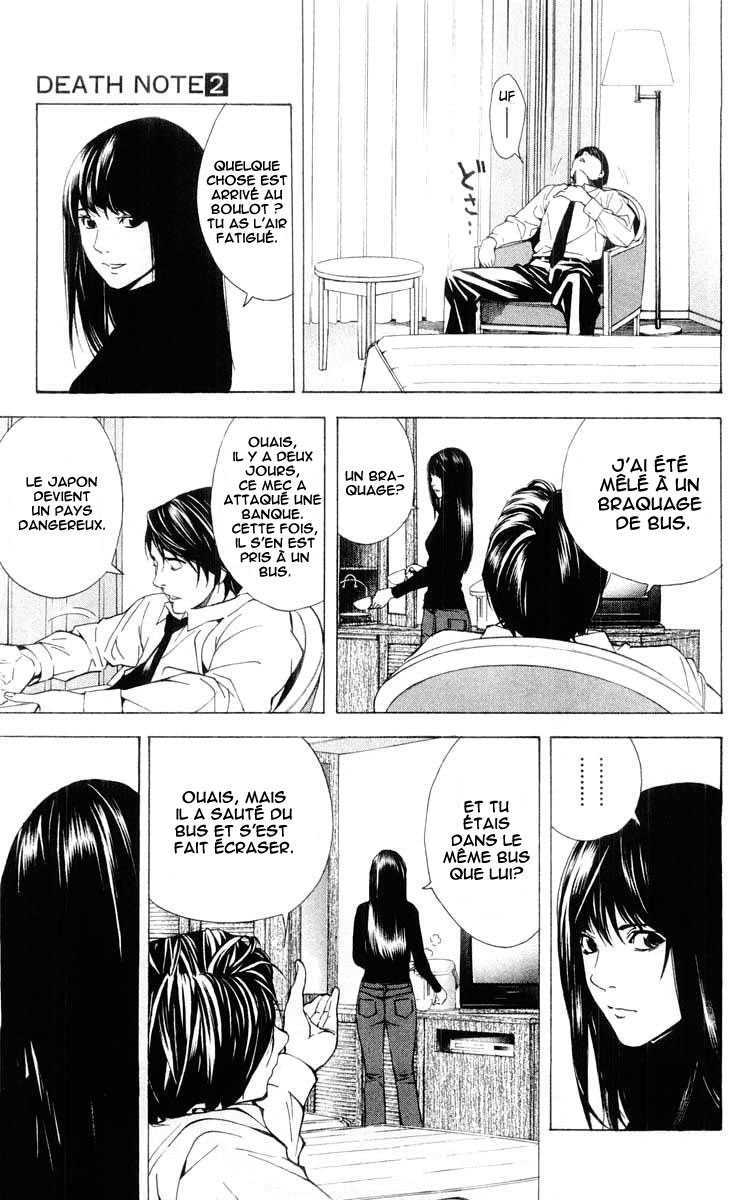 DEATH NOTE 2
UF
—
どさっ…
QUELQUE
CHOSE EST
ARRIVÉ AU
BOULOT ?
TU AS L'AIR
FATIGUÉ.
J'AI ÉTÉ
MÊLÉ À UN
BRAQUAGE
DE BUS.
UN BRA-
QUAGE?
OUAIS,
IL Y A DEUX
JOURS,
CE MEC A
ATTAQUÉ UNE
BANQUE.
CETTE FOIS,
IL S'EN EST
PRIS À UN
BUS.
LE JAPON
DEVIENT
UN PAYS
DANGEREUX.
........
ET TU
ÉTAIS
DANS LE
MÊME BUS
QUE LUI?
OUAIS, MAIS
IL A SAUTÉ DU
BUS ET S'EST
FAIT ÉCRASER.